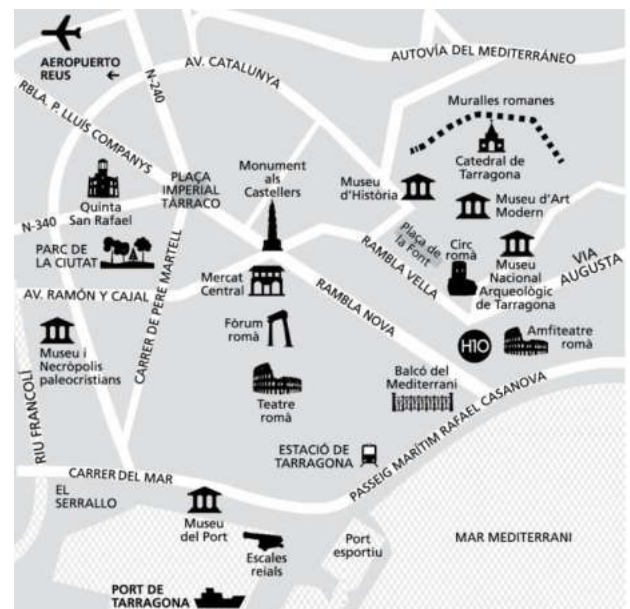 AEROPUERTO
REUS
N-240
AV. CATALUNYA
AUTOVÍA DEL MEDITERRÁNEO
RBLA. P. LLUÍS COMPANYS
Muralles romanes
Catedral de
Tarragona
Quinta
San Rafael
PLAÇA
IMPERIAL
TÀRRACO
Monument
als
Castellers
Museu
d'Història
Museu d'Art
Modern
N-340
PARC DE
LA CIUTAT
CARRER DE PERE MARTELL
Plaça de
la Font
RAMBLA VELLA
Circ
romà
Museu
Nacional
Arqueològic
de Tarragona
VIA
AUGUSTA
AV. RAMÓN Y CAJAL
Mercat
Central
RAMBLA NOVA
Museu i
Necròpolis
paleocristians
Fòrum
romà
H10
Amfiteatre
romà
Teatre
romà
Balcó del
Mediterrani
RIU FRANCOLÍ
PASSEIG MARÍTIM RAFAEL CASANOVA
ESTACIÓ DE
TARRAGONA
CARRER DEL MAR
EL
SERRALLO
Museu
del Port
Escales
reials
Port
esportiu
MAR MEDITERRANI
PORT DE
TARRAGONA